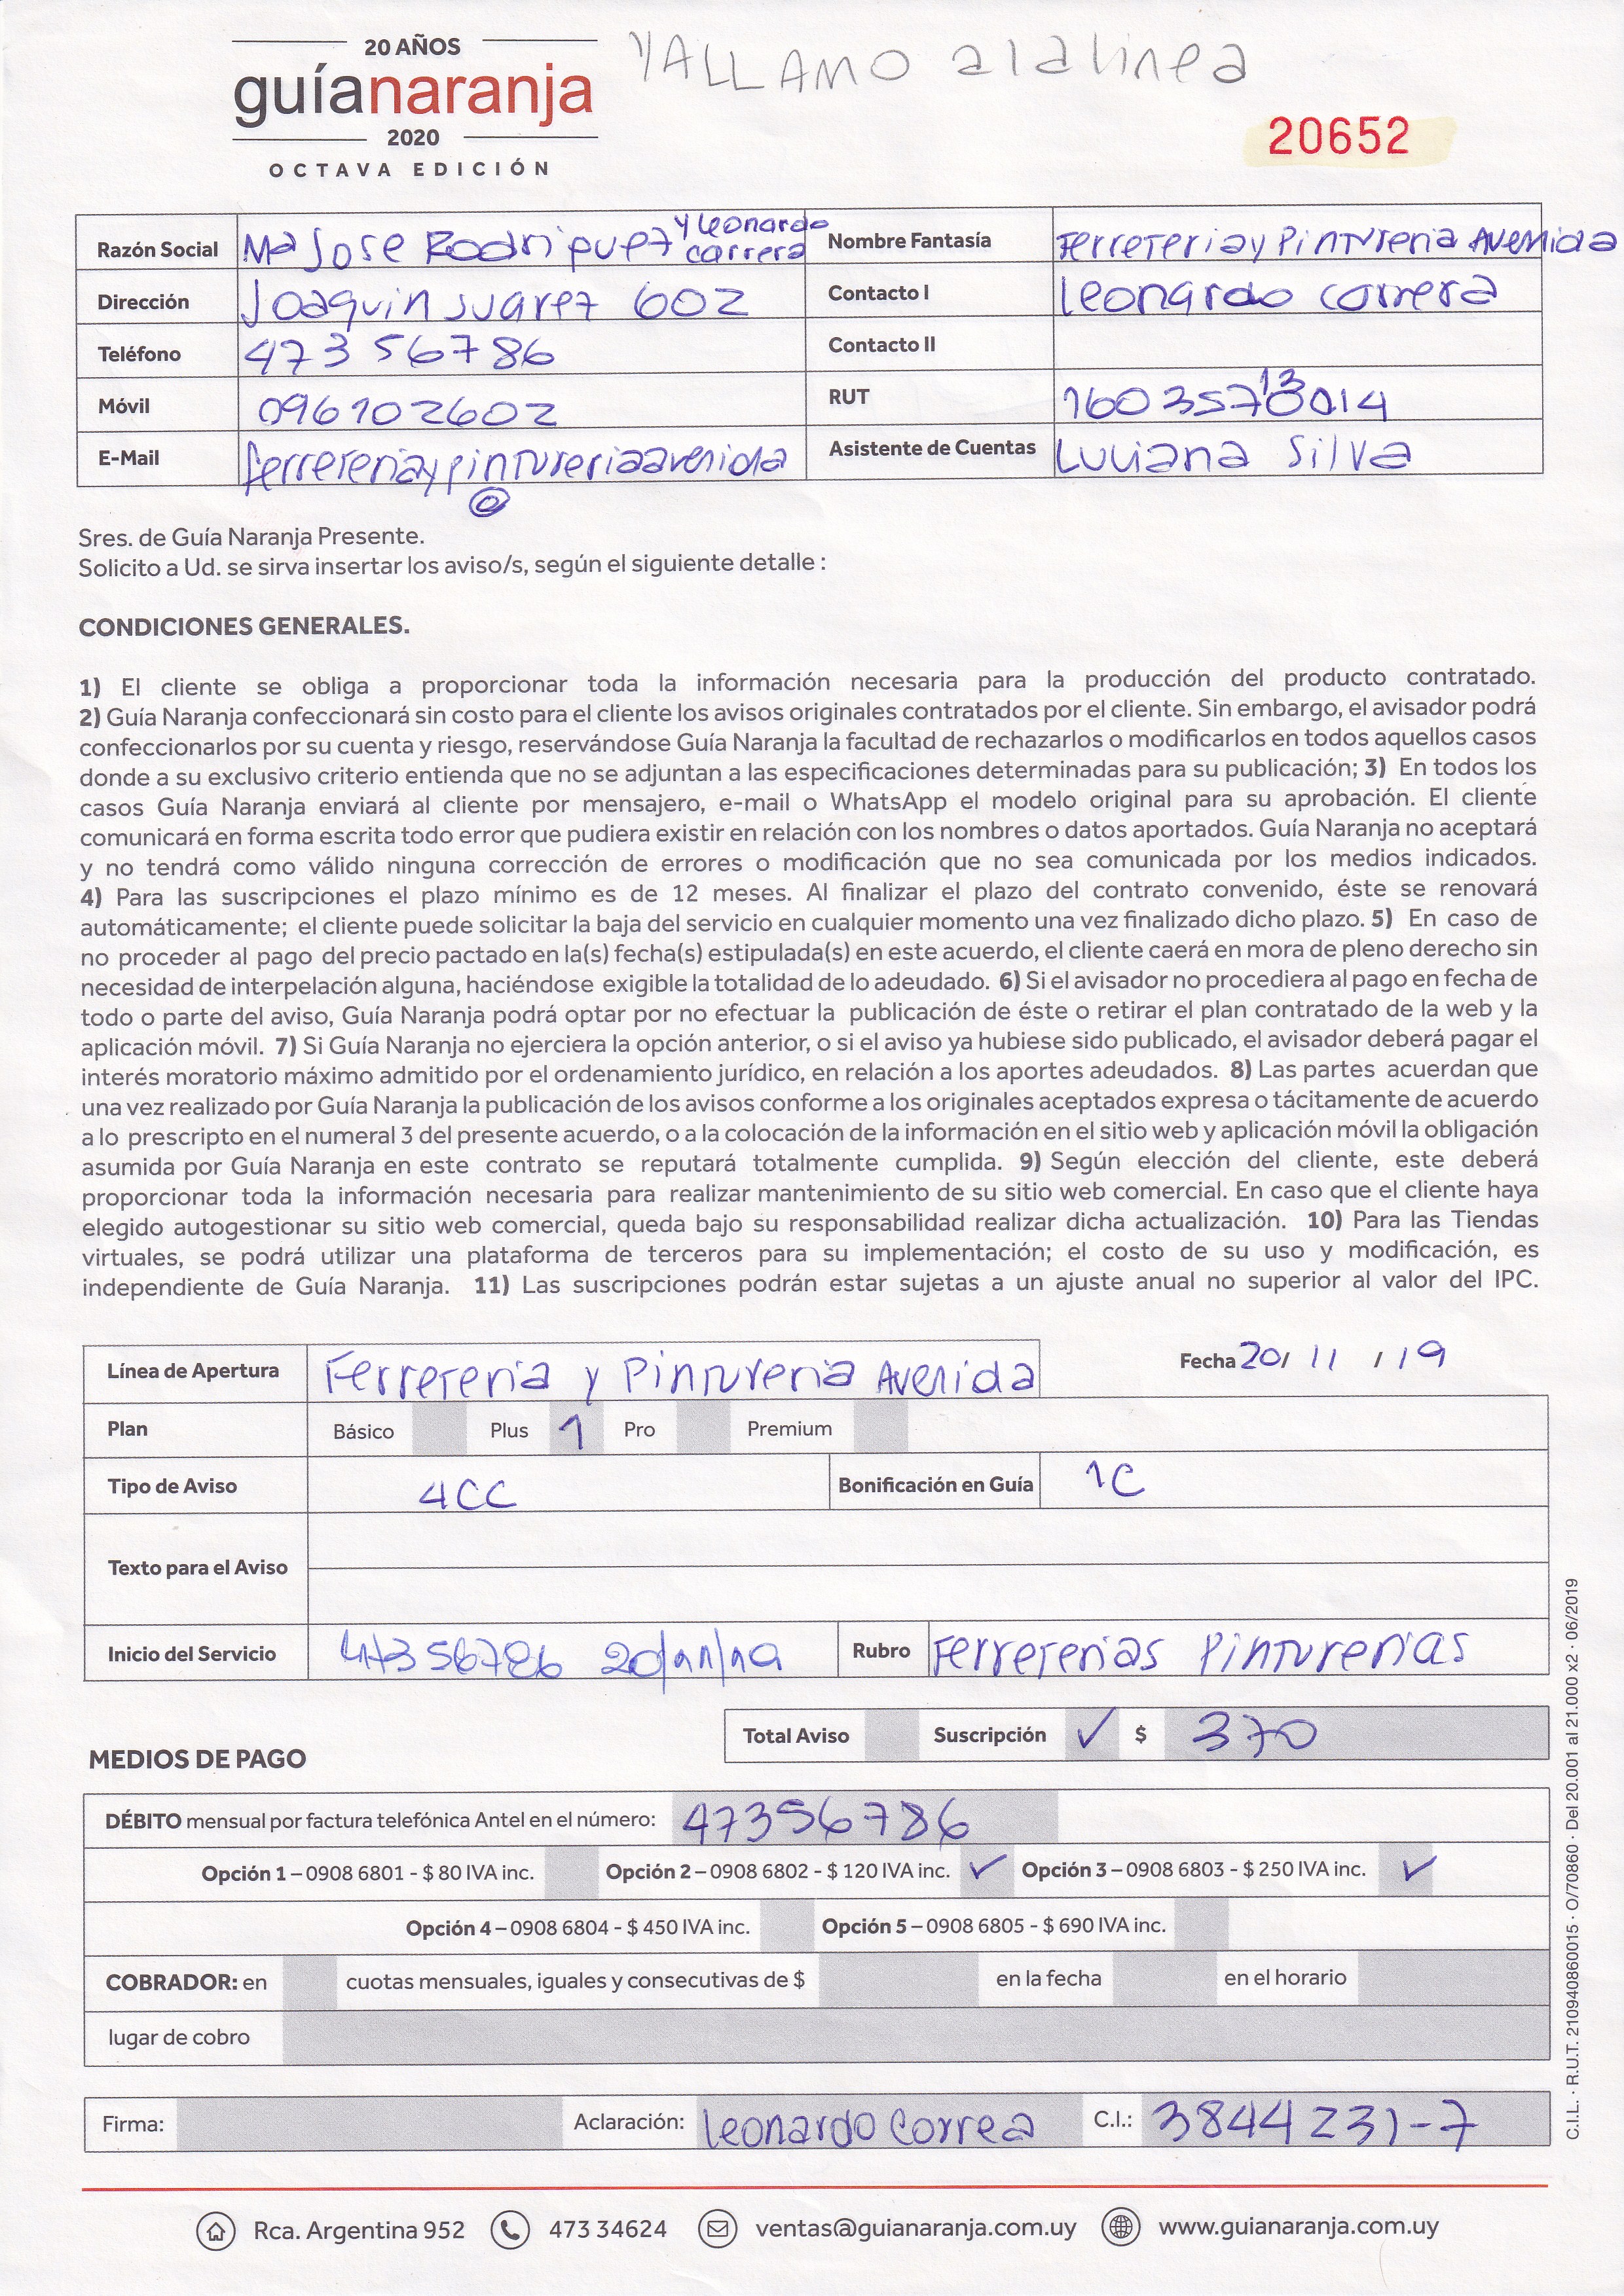 20 AÑOS
YALLAMO a la linea
guíanaranja
2020
OCTAVA EDICIÓN
20652
Razón Social Ma Jose Rodriguez y Leonardo carrera Nombre Fantasía Ferreteria y Pintureria Avenida
Dirección Joaquin suarez 602 Contacto I Leonardo correra
Teléfono 473 56786 Contacto II
Móvil 096102602 RUT
E-Mail ferreteriaypintureriaavenida @ Asistente de Cuentas Luciana Silva
Sres. de Guía Naranja Presente.
Solicito a Ud. se sirva insertar los aviso/s, según el siguiente detalle :
CONDICIONES GENERALES.
1) El cliente se obliga a proporcionar toda la información necesaria para la producción del producto contratado.
2) Guía Naranja confeccionará sin costo para el cliente los avisos originales contratados por el cliente. Sin embargo, el avisador podrá
confeccionarlos por su cuenta y riesgo, reservándose Guía Naranja la facultad de rechazarlos o modificarlos en todos aquellos casos
donde a su exclusivo criterio entienda que no se adjuntan a las especificaciones determinadas para su publicación; 3) En todos los
casos Guía Naranja enviará al cliente por mensajero, e-mail o WhatsApp el modelo original para su aprobación. El cliente
comunicará en forma escrita todo error que pudiera existir en relación con los nombres o datos aportados. Guía Naranja no aceptará
y no tendrá como válido ninguna corrección de errores o modificación que no sea comunicada por los medios indicados.
4) Para las suscripciones el plazo mínimo es de 12 meses. Al finalizar el plazo del contrato convenido, éste se renovará
automáticamente; el cliente puede solicitar la baja del servicio en cualquier momento una vez finalizado dicho plazo. 5) En caso de
no proceder al pago del precio pactado en la(s) fecha(s) estipulada(s) en este acuerdo, el cliente caerá en mora de pleno derecho sin
necesidad de interpelación alguna, haciéndose exigible la totalidad de lo adeudado. 6) Si el avisador no procediera al pago en fecha de
todo o parte del aviso, Guía Naranja podrá optar por no efectuar la publicación de éste o retirar el plan contratado de la web y la
aplicación móvil. 7) Si Guía Naranja no ejerciera la opción anterior, o si el aviso ya hubiese sido publicado, el avisador deberá pagar el
interés moratorio máximo admitido por el ordenamiento jurídico, en relación a los aportes adeudados. 8) Las partes acuerdan que
una vez realizado por Guía Naranja la publicación de los avisos conforme a los originales aceptados expresa o tácitamente de acuerdo
a lo prescripto en el numeral 3 del presente acuerdo, o a la colocación de la información en el sitio web y aplicación móvil la obligación
asumida por Guía Naranja en este contrato se reputará totalmente cumplida. 9) Según elección del cliente, este deberá
proporcionar toda la información necesaria para realizar mantenimiento de su sitio web comercial. En caso que el cliente haya
elegido autogestionar su sitio web comercial, queda bajo su responsabilidad realizar dicha actualización. 10) Para las Tiendas
virtuales, se podrá utilizar una plataforma de terceros para su implementación; el costo de su uso y modificación, es
independiente de Guía Naranja. 11) Las suscripciones podrán estar sujetas a un ajuste anual no superior al valor del IPC.
Línea de Apertura Ferreteria y Pintureria Avenida Fecha 20/ 11 / 19
Plan Básico Plus 1 Pro Premium
Tipo de Aviso 4CC Bonificación en Guía 1C
Texto para el Aviso
Inicio del Servicio 47356786 20/11/19 Rubro Ferreterias Pinturerias
Total Aviso Suscripción ✓ $ 370
MEDIOS DE PAGO
DÉBITO mensual por factura telefónica Antel en el número: 47356786
Opción 1 – 0908 6801 - $ 80 IVA inc. Opción 2 – 0908 6802 - $ 120 IVA inc. ✓ Opción 3 – 0908 6803 - $ 250 IVA inc. ✓
Opción 4 – 0908 6804 - $ 450 IVA inc. Opción 5 – 0908 6805 - $ 690 IVA inc.
COBRADOR: en cuotas mensuales, iguales y consecutivas de $ en la fecha en el horario
lugar de cobro
Firma: Aclaración: Leonardo Correa C.I.: 3844231-7
Rca. Argentina 952 473 34624 ventas@guianaranja.com.uy www.guianaranja.com.uy
C.I.L. · R.U.T. 210940860015 · O/70860 · Del 20.001 al 21.000 x2 · 06/2019